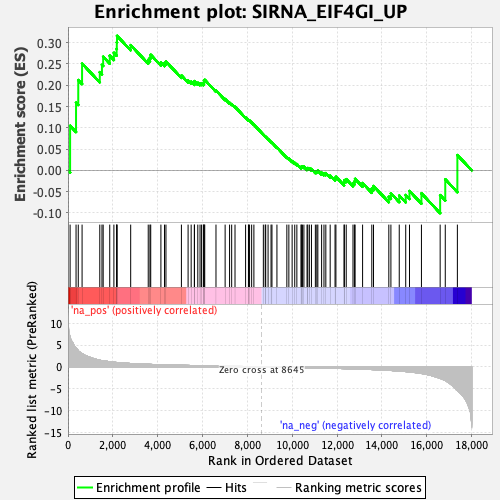 Enrichment plot: SIRNA_EIF4GI_UP
Enrichment score (ES)
0.30
0.25
0.20
0.15
0.10
0.05
0.00
-0.05
-0.10
'na_pos' (positively correlated)
Ranked list metric (PreRanked)
10
5
0
-5
-10
-15
Zero cross at 8645
'na_neg' (negatively correlated)
0
2,000
4,000
6,000
8,000
10,000
12,000
14,000
16,000
18,000
Rank in Ordered Dataset
Enrichment profile
Hits
Ranking metric scores